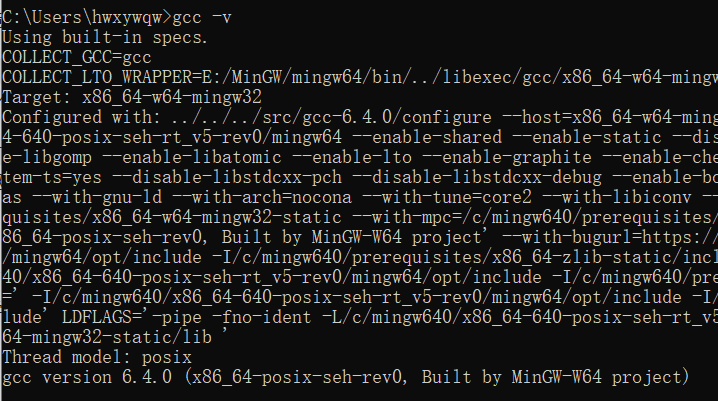 C:\Users\hwxywqw>gcc -v
Using built-in specs.
COLLECT_GCC=gcc
COLLECT_LTO_WRAPPER=E:/MinGW/mingw64/bin/../libexec/gcc/x86_64-w64-mingw
Target: x86_64-w64-mingw32
Configured with: ../../../src/gcc-6.4.0/configure --host=x86_64-w64-ming
4-640-posix-seh-rt_v5-rev0/mingw64 --enable-shared --enable-static --dis
e-libgomp --enable-libatomic --enable-lto --enable-graphite --enable-che
tem-ts=yes --disable-libstdcxx-pch --disable-libstdcxx-debug --enable-bo
as --with-gnu-ld --with-arch=nocona --with-tune=core2 --with-libiconv --
quisites/x86_64-w64-mingw32-static --with-mpc=/c/mingw640/prerequisites/
86_64-posix-seh-rev0, Built by MinGW-W64 project' --with-bugurl=https://
/mingw64/opt/include -I/c/mingw640/prerequisites/x86_64-zlib-static/incl
40/x86_64-640-posix-seh-rt_v5-rev0/mingw64/opt/include -I/c/mingw640/pre
=' -I/c/mingw640/x86_64-640-posix-seh-rt_v5-rev0/mingw64/opt/include -I/
lude' LDFLAGS='-pipe -fno-ident -L/c/mingw640/x86_64-640-posix-seh-rt_v5
64-mingw32-static/lib '
Thread model: posix
gcc version 6.4.0 (x86_64-posix-seh-rev0, Built by MinGW-W64 project)